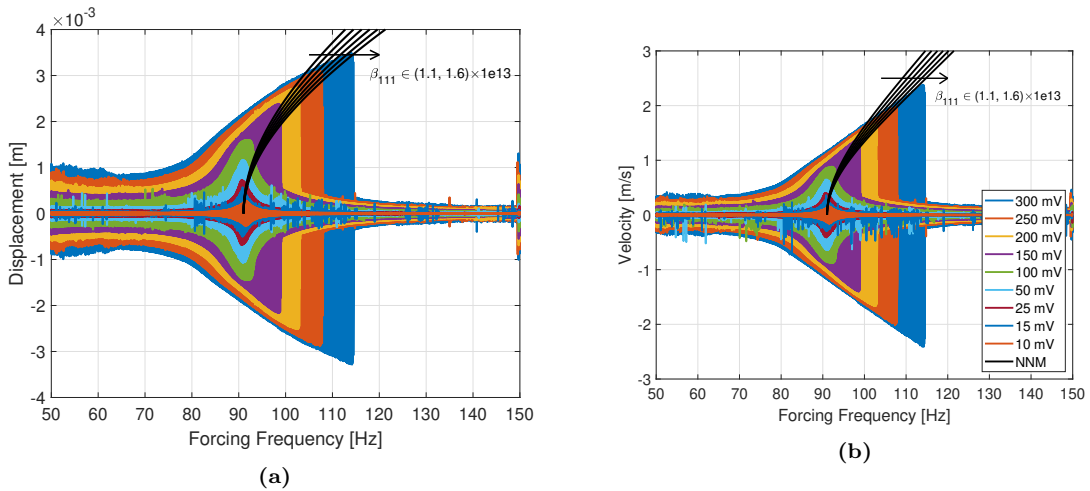 ×10⁻³
4
3
2
1
0
-1
-2
-3
-4
Displacement [m]
β₁₁₁ ∈ (1.1, 1.6)×1e13
50 60 70 80 90 100 110 120 130 140 150
Forcing Frequency [Hz]
(a)
3
2
1
0
-1
-2
-3
Velocity [m/s]
β₁₁₁ ∈ (1.1, 1.6)×1e13
300 mV
250 mV
200 mV
150 mV
100 mV
50 mV
25 mV
15 mV
10 mV
NNM
50 60 70 80 90 100 110 120 130 140 150
Forcing Frequency [Hz]
(b)